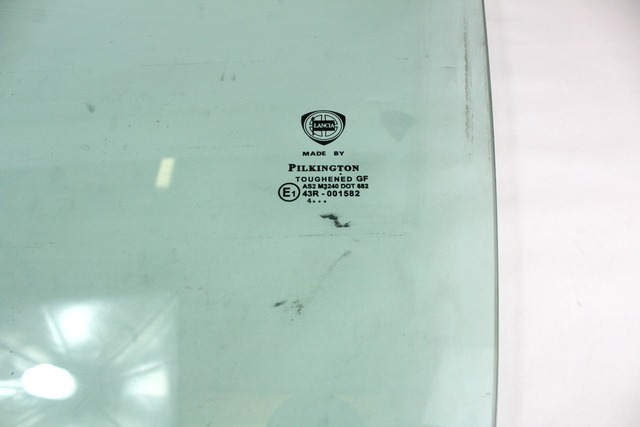 LANCIA
MADE BY
PILKINGTON
TOUGHENED GF
AS2 M3240 DOT 682
E1 43R - 001582
4...